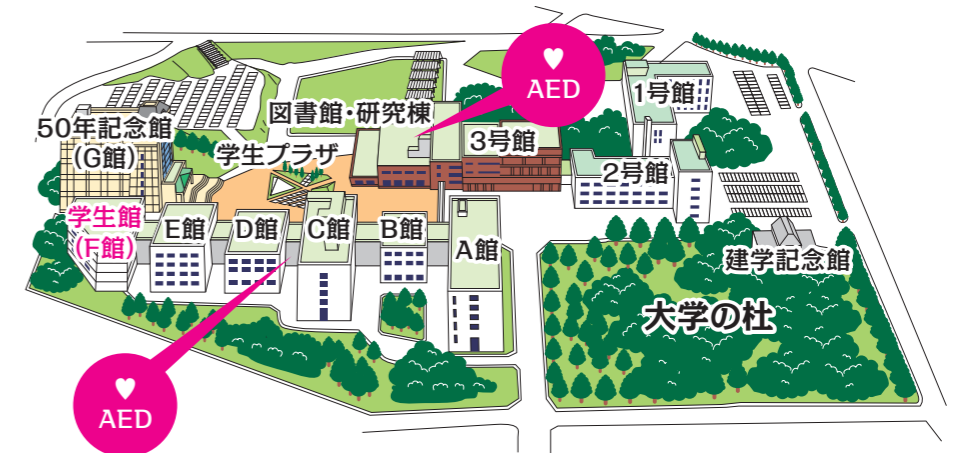 ♥
AED
1号館
図書館・研究棟
50年記念館
(G館)
学生プラザ
3号館
2号館
学生館
(F館)
E館
D館
C館
B館
A館
建学記念館
大学の杜
♥
AED